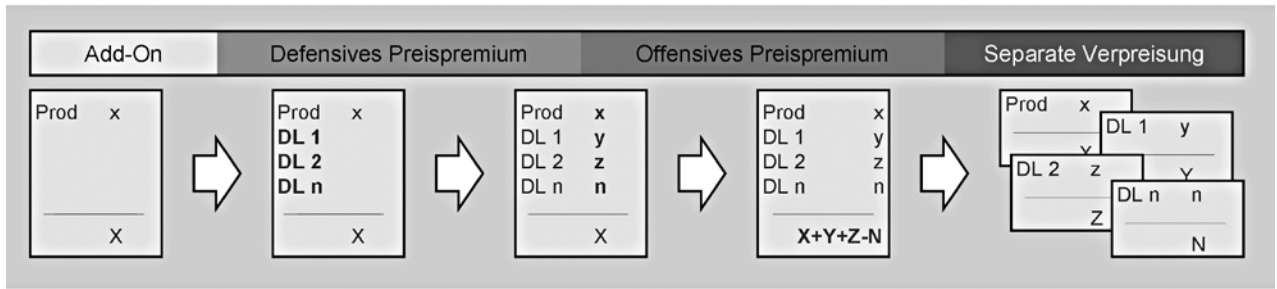 Add-On
Defensives Preispremium
Offensives Preispremium
Separate Verpreisung
Prod x
X
Prod x
DL 1
DL 2
DL n
X
Prod x
DL 1 y
DL 2 z
DL n n
X
Prod x
DL 1 y
DL 2 z
DL n n
X+Y+Z-N
Prod x
DL 1 y
Y
DL 2 z
Z
DL n n
N